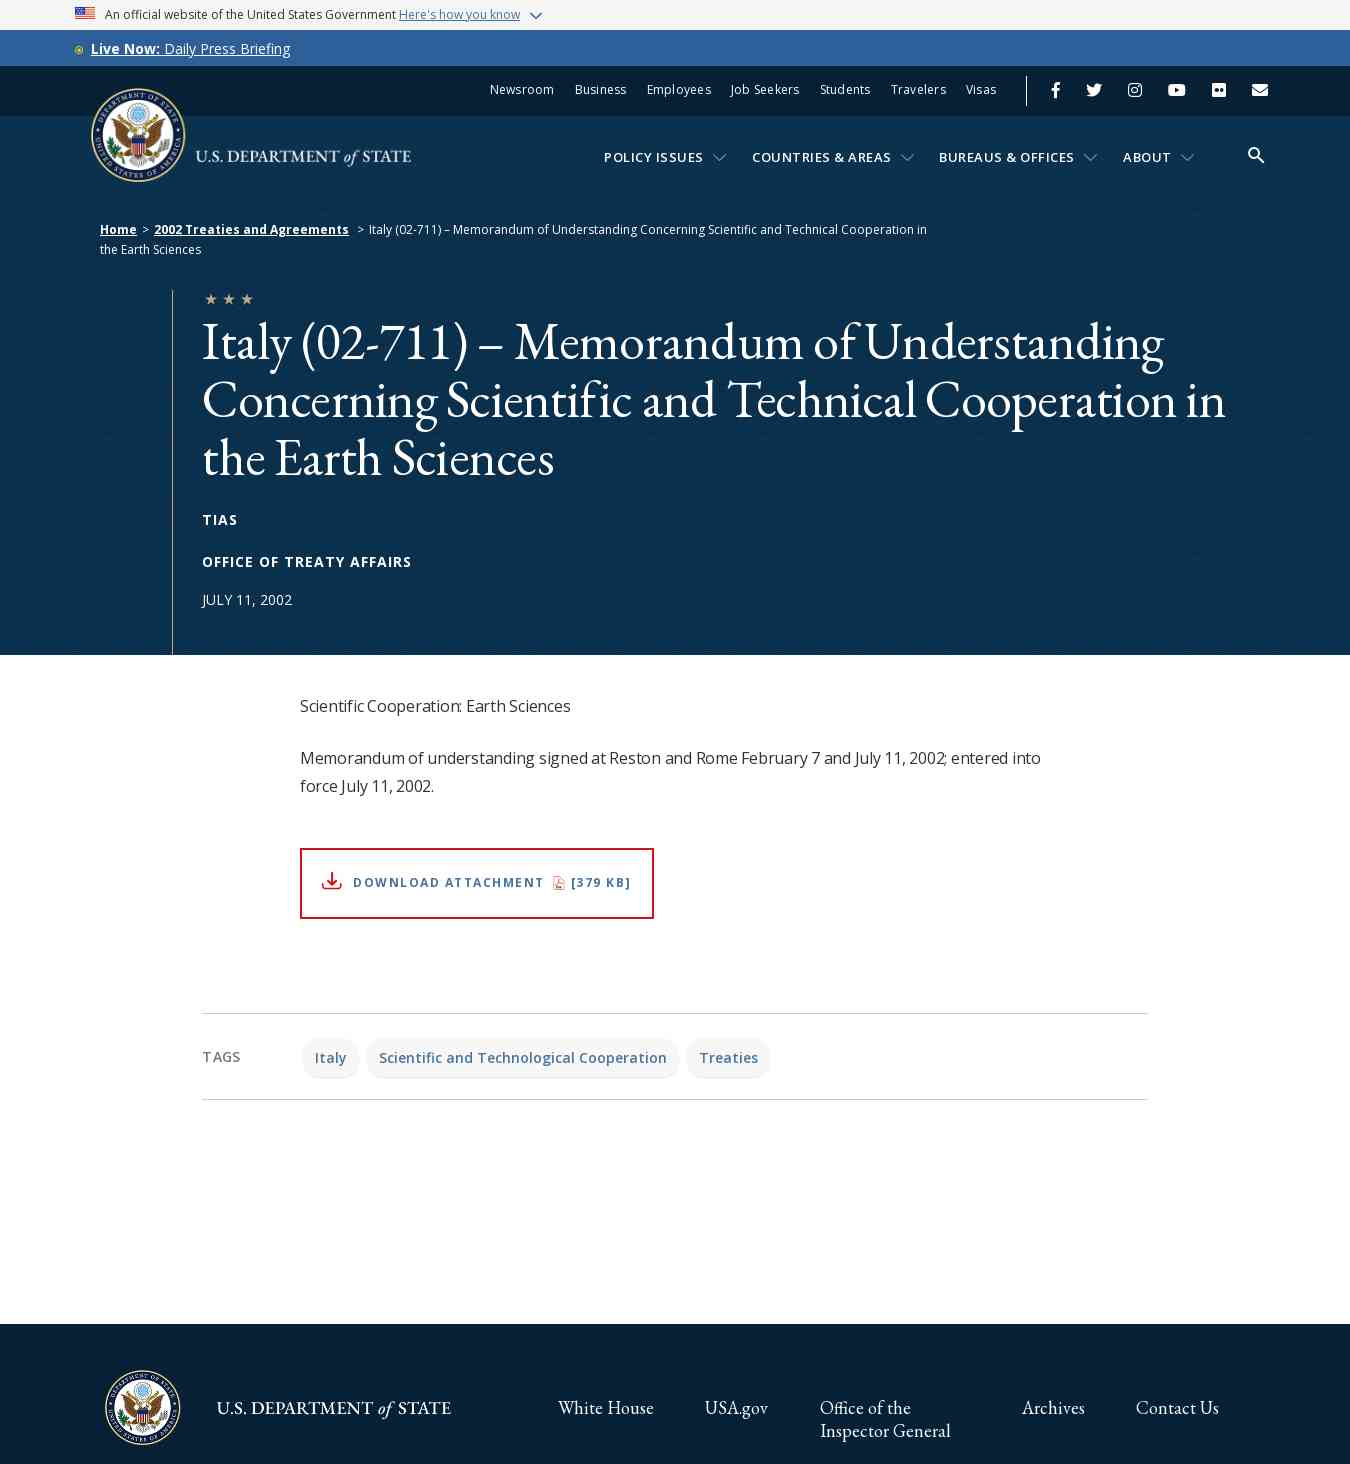 An official website of the United States Government Here's how you know
Live Now: Daily Press Briefing
Newsroom Business Employees Job Seekers Students Travelers Visas
U.S. DEPARTMENT of STATE
POLICY ISSUES COUNTRIES & AREAS BUREAUS & OFFICES ABOUT
Home > 2002 Treaties and Agreements > Italy (02-711) – Memorandum of Understanding Concerning Scientific and Technical Cooperation in
the Earth Sciences
Italy (02-711) – Memorandum of Understanding
Concerning Scientific and Technical Cooperation in
the Earth Sciences
TIAS
OFFICE OF TREATY AFFAIRS
JULY 11, 2002
Scientific Cooperation: Earth Sciences
Memorandum of understanding signed at Reston and Rome February 7 and July 11, 2002; entered into
force July 11, 2002.
DOWNLOAD ATTACHMENT [379 KB]
TAGS Italy Scientific and Technological Cooperation Treaties
U.S. DEPARTMENT of STATE
White House USA.gov Office of the Archives Contact Us
Inspector General